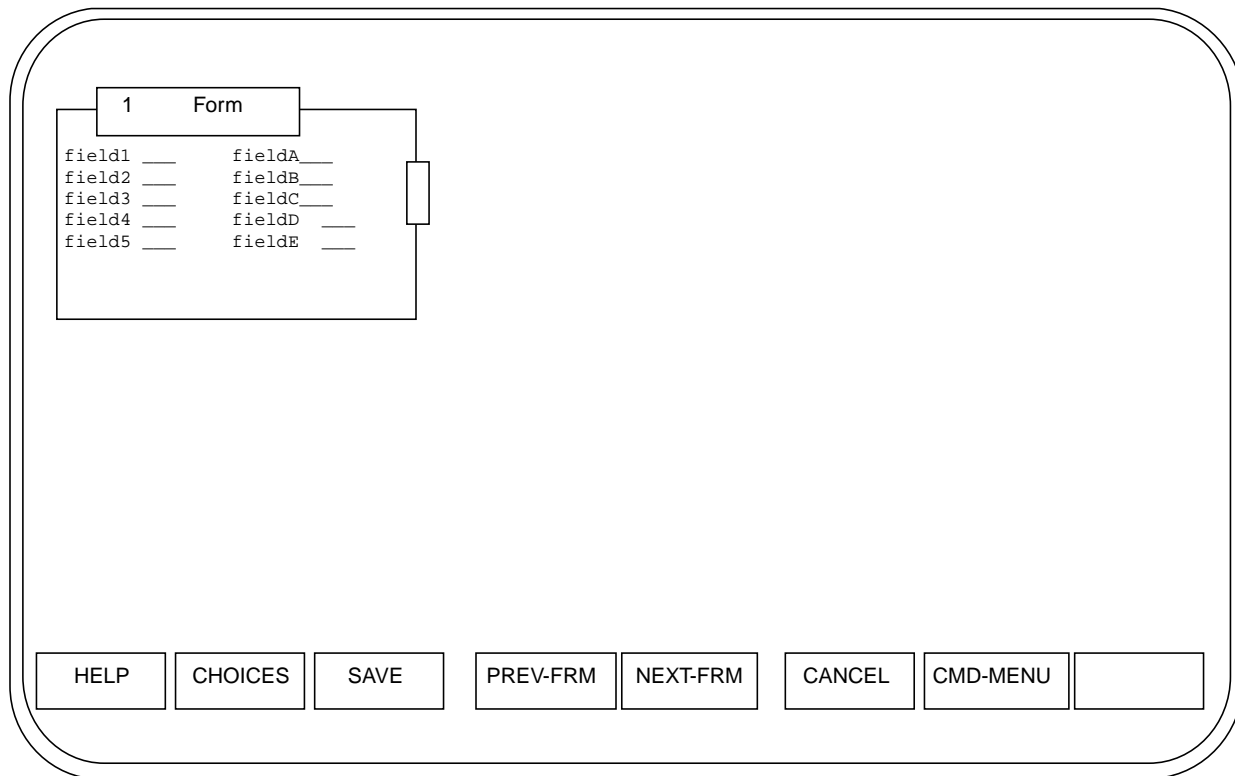 1 Form
field1 ___ fieldA___
field2 ___ fieldB___
field3 ___ fieldC___
field4 ___ fieldD ___
field5 ___ fieldE ___
HELP CHOICES SAVE PREV-FRM NEXT-FRM CANCEL CMD-MENU